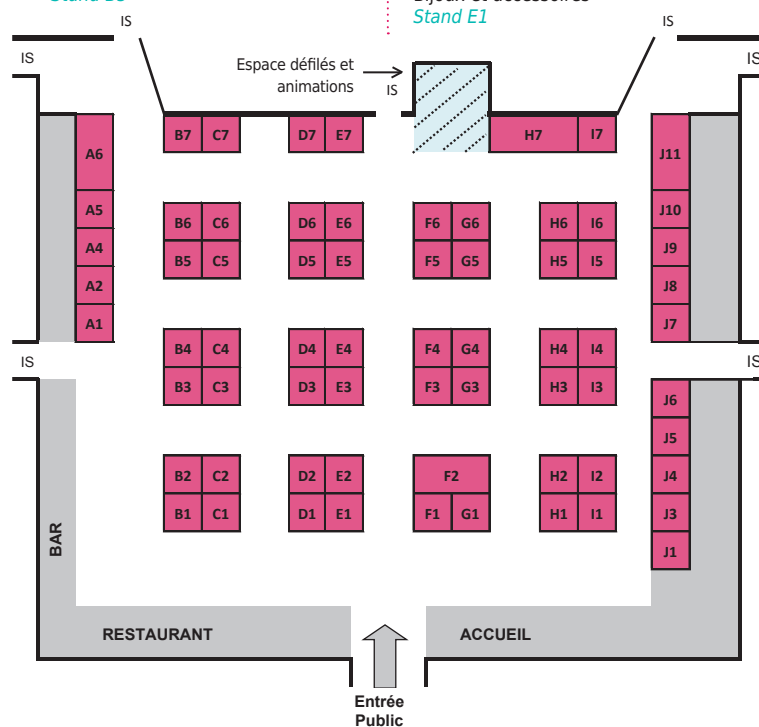 Stand
Bijoux et accessoires
Stand E1
IS
IS
IS
IS
Espace défilés et
animations
IS
B7 C7 D7 E7 H7 I7
A6 J11
A5 B6 C6 D6 E6 F6 G6 H6 I6 J10
A4 B5 C5 D5 E5 F5 G5 H5 I5 J9
A2 J8
A1 J7
B4 C4 D4 E4 F4 G4 H4 I4
IS
IS
B3 C3 D3 E3 F3 G3 H3 I3 J6
J5
B2 C2 D2 E2 F2 H2 I2 J4
B1 C1 D1 E1 F1 G1 H1 I1 J3
J1
BAR
RESTAURANT
ACCUEIL
Entrée
Public